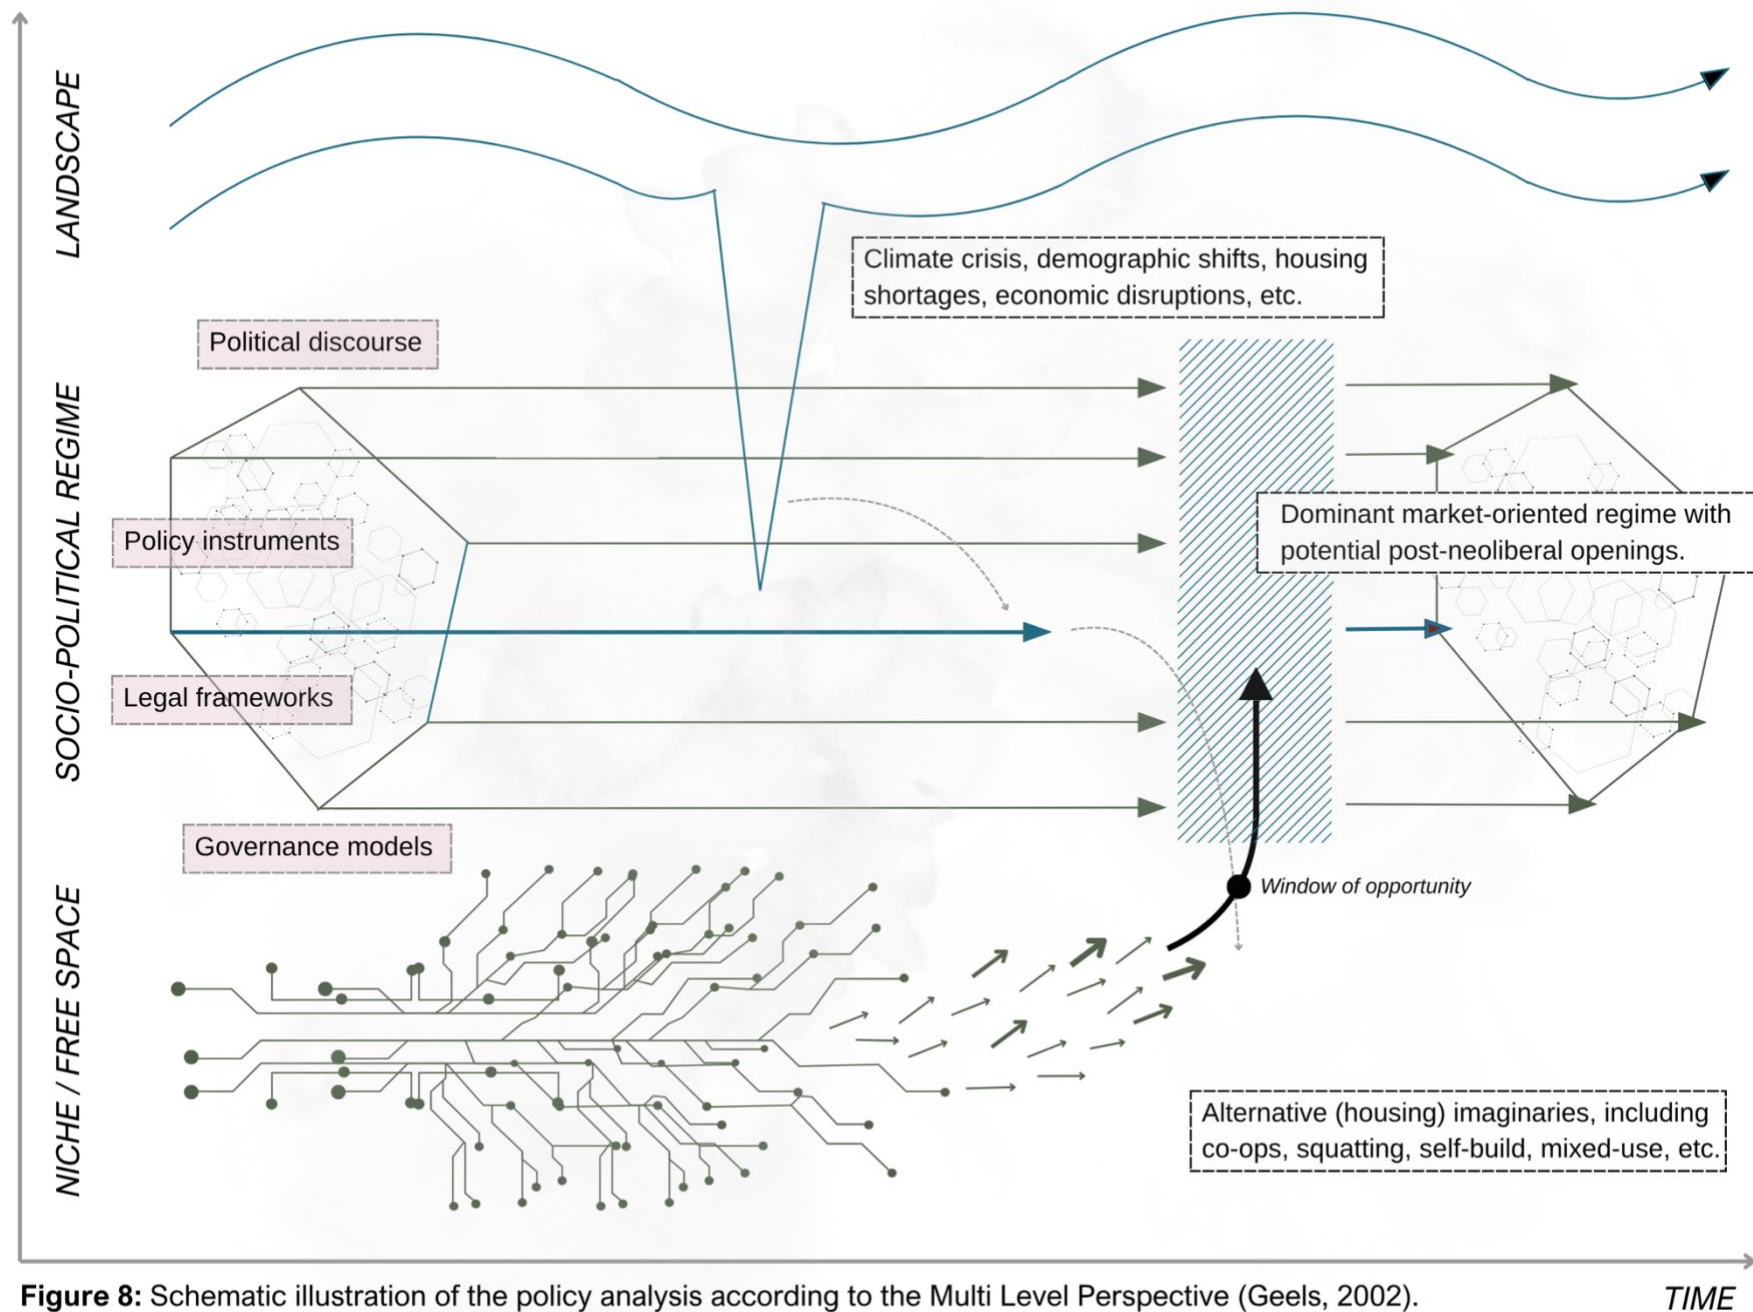 LANDSCAPE
Climate crisis, demographic shifts, housing
shortages, economic disruptions, etc.
SOCIO-POLITICAL REGIME
Political discourse
Policy instruments
Legal frameworks
Governance models
Dominant market-oriented regime with
potential post-neoliberal openings.
NICHE / FREE SPACE
Window of opportunity
Alternative (housing) imaginaries, including
co-ops, squatting, self-build, mixed-use, etc.
Figure 8: Schematic illustration of the policy analysis according to the Multi Level Perspective (Geels, 2002).
TIME